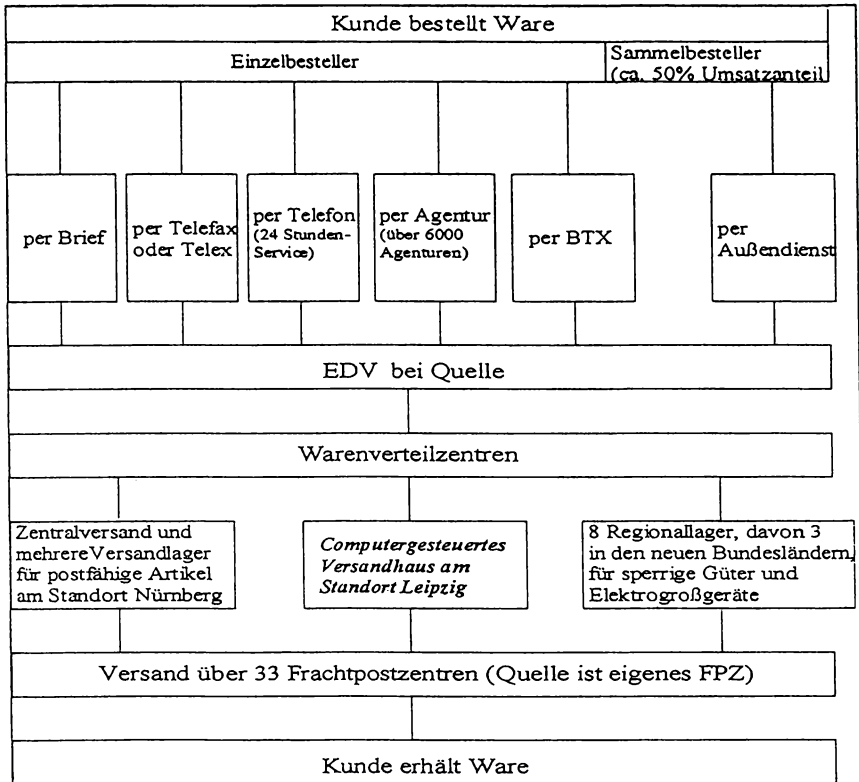 Kunde bestellt Ware
Einzelbesteller
Sammelbesteller
(ca. 50% Umsatzanteil
per Brief
per Telefax
oder Telex
per Telefon
(24 Stunden-
Service)
per Agentur
(über 6000
Agenturen)
per BTX
per
Außendienst
EDV bei Quelle
Warenverteilzentren
Zentralversand und
mehrere Versandlager
für postfähige Artikel
am Standort Nürnberg
Computergesteuertes
Versandhaus am
Standort Leipzig
8 Regionallager, davon 3
in den neuen Bundesländern,
für sperrige Güter und
Elektrogroßgeräte
Versand über 33 Frachtpostzentren (Quelle ist eigenes FPZ)
Kunde erhält Ware